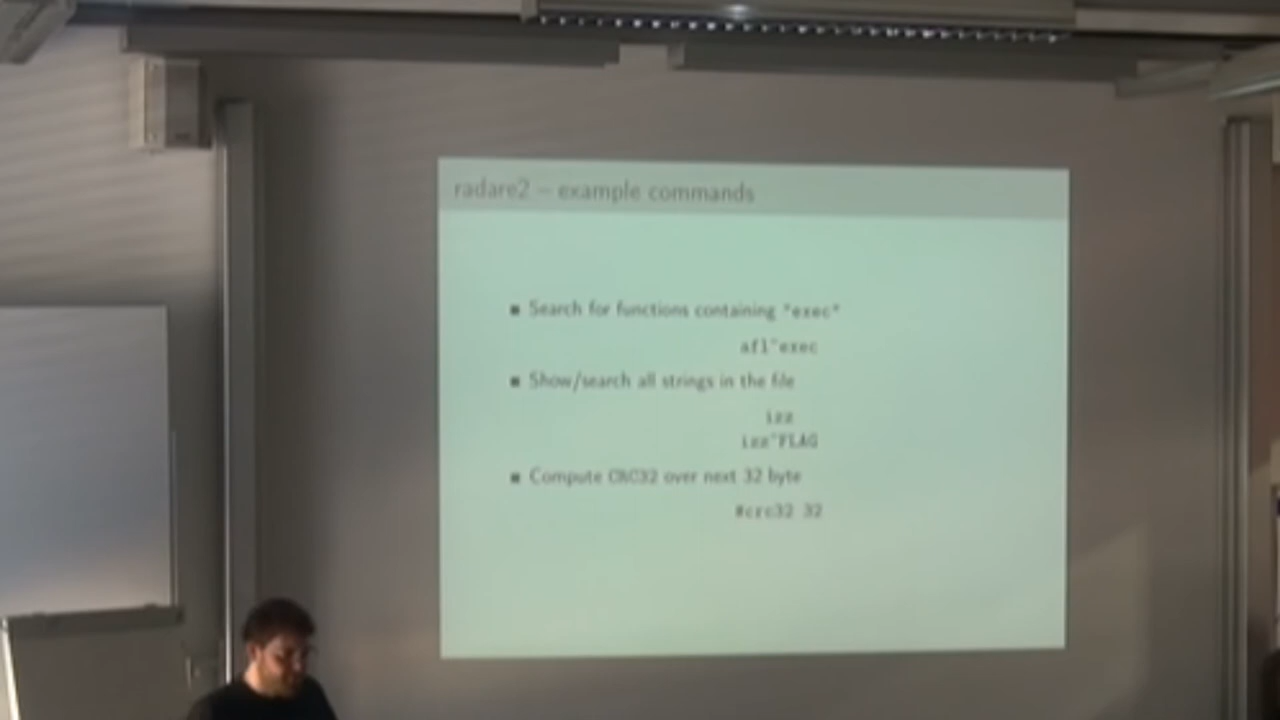 radare2 – example commands
▪ Search for functions containing "exec"
afl~exec
▪ Show/search all strings in the file
izz
izz~FLAG
▪ Compute CRC32 over next 32 byte
#crc32 32